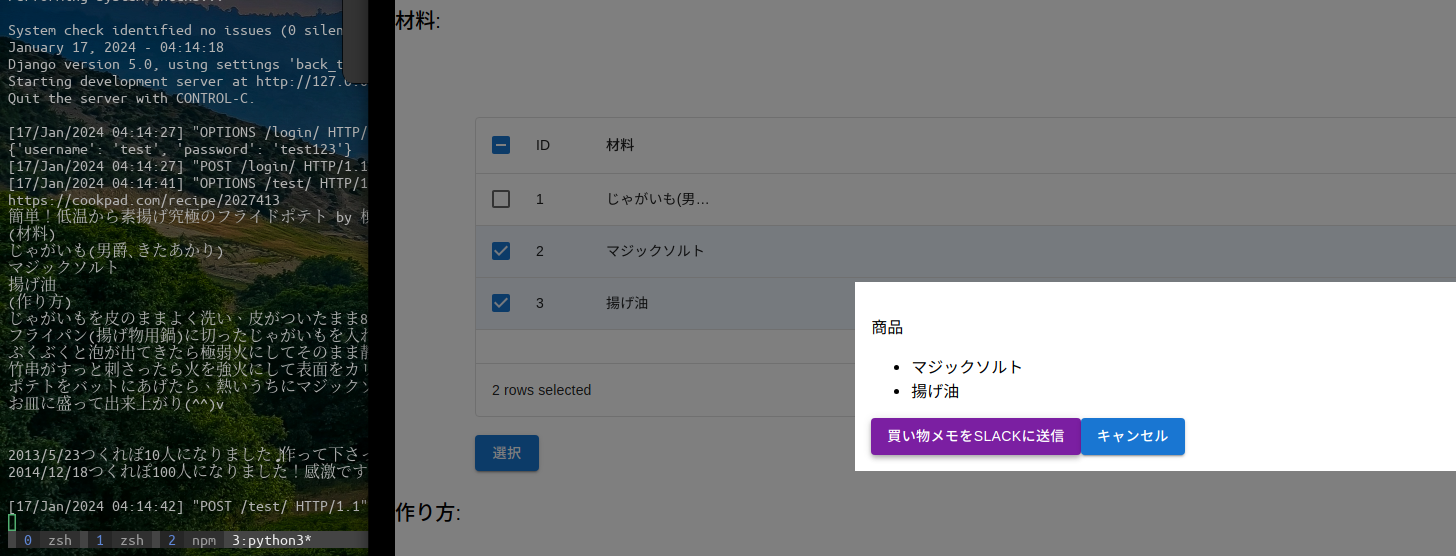 System check identified no issues (0 silen
January 17, 2024 - 04:14:18
Django version 5.0, using settings 'back_t
Starting development server at http://127.0.0
Quit the server with CONTROL-C.
[17/Jan/2024 04:14:27] "OPTIONS /login/ HTTP/
{'username': 'test', 'password': 'test123'}
[17/Jan/2024 04:14:27] "POST /login/ HTTP/1.1
[17/Jan/2024 04:14:41] "OPTIONS /test/ HTTP/1
https://cookpad.com/recipe/2027413
簡単！低温から素揚げ究極のフライドポテト by
(材料)
じゃがいも(男爵､きたあかり)
マジックソルト
揚げ油
(作り方)
じゃがいもを皮のままよく洗い、皮がついたまま8
フライパン(揚げ物用鍋)に切ったじゃがいもを入れ
ぶくぶくと泡が出てきたら極弱火にしてそのまま静
竹串がすっと刺さったら火を強火にして表面をカリ
ポテトをバットにあげたら、熱いうちにマジックソ
お皿に盛って出来上がり(^^)v
2013/5/23つくれぽ10人になりました♪作って下さっ
2014/12/18つくれぽ100人になりました！感激です
[17/Jan/2024 04:14:42] "POST /test/ HTTP/1.1"
0 zsh 1 zsh 2 npm 3:python3*
材料:
ID 材料
1 じゃがいも(男…
2 マジックソルト
3 揚げ油
2 rows selected
選択
作り方:
商品
マジックソルト
揚げ油
買い物メモをSLACKに送信 キャンセル